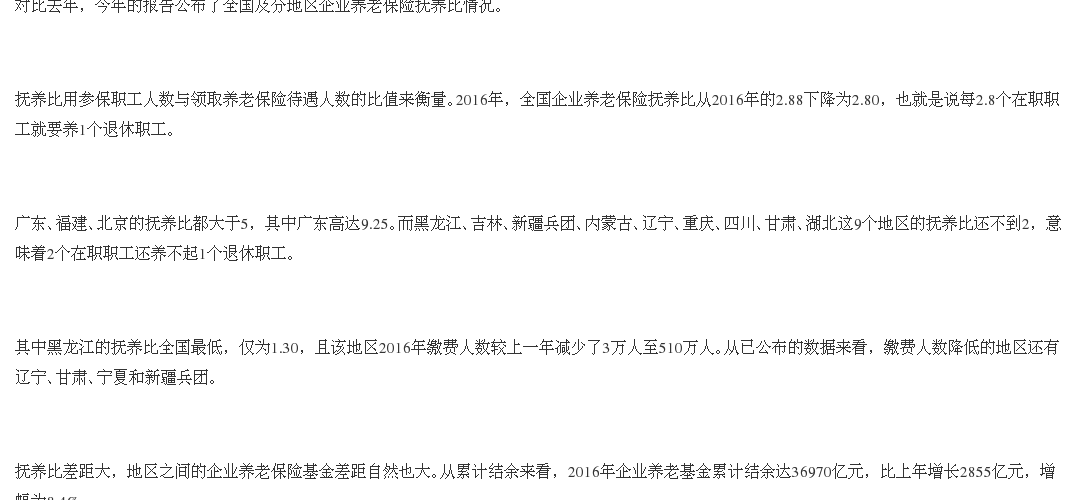 对比去年，今年的报告公布了全国及分地区企业养老保险抚养比情况。
抚养比用参保职工人数与领取养老保险待遇人数的比值来衡量。2016年，全国企业养老保险抚养比从2016年的2.88下降为2.80，也就是说每2.8个在职职
工就要养1个退休职工。
广东、福建、北京的抚养比都大于5，其中广东高达9.25。而黑龙江、吉林、新疆兵团、内蒙古、辽宁、重庆、四川、甘肃、湖北这9个地区的抚养比还不到2，意
味着2个在职职工还养不起1个退休职工。
其中黑龙江的抚养比全国最低，仅为1.30，且该地区2016年缴费人数较上一年减少了3万人至510万人。从已公布的数据来看，缴费人数降低的地区还有
辽宁、甘肃、宁夏和新疆兵团。
抚养比差距大，地区之间的企业养老保险基金差距自然也大。从累计结余来看，2016年企业养老基金累计结余达36970亿元，比上年增长2855亿元，增